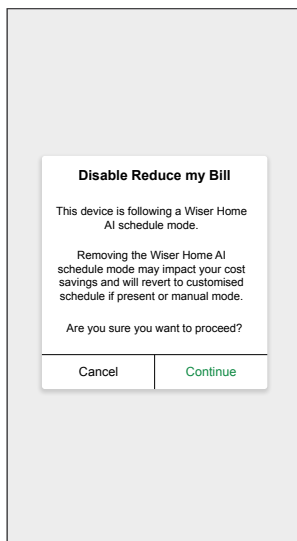 Disable Reduce my Bill
This device is following a Wiser Home
AI schedule mode.
Removing the Wiser Home AI
schedule mode may impact your cost
savings and will revert to customised
schedule if present or manual mode.
Are you sure you want to proceed?
Cancel
Continue